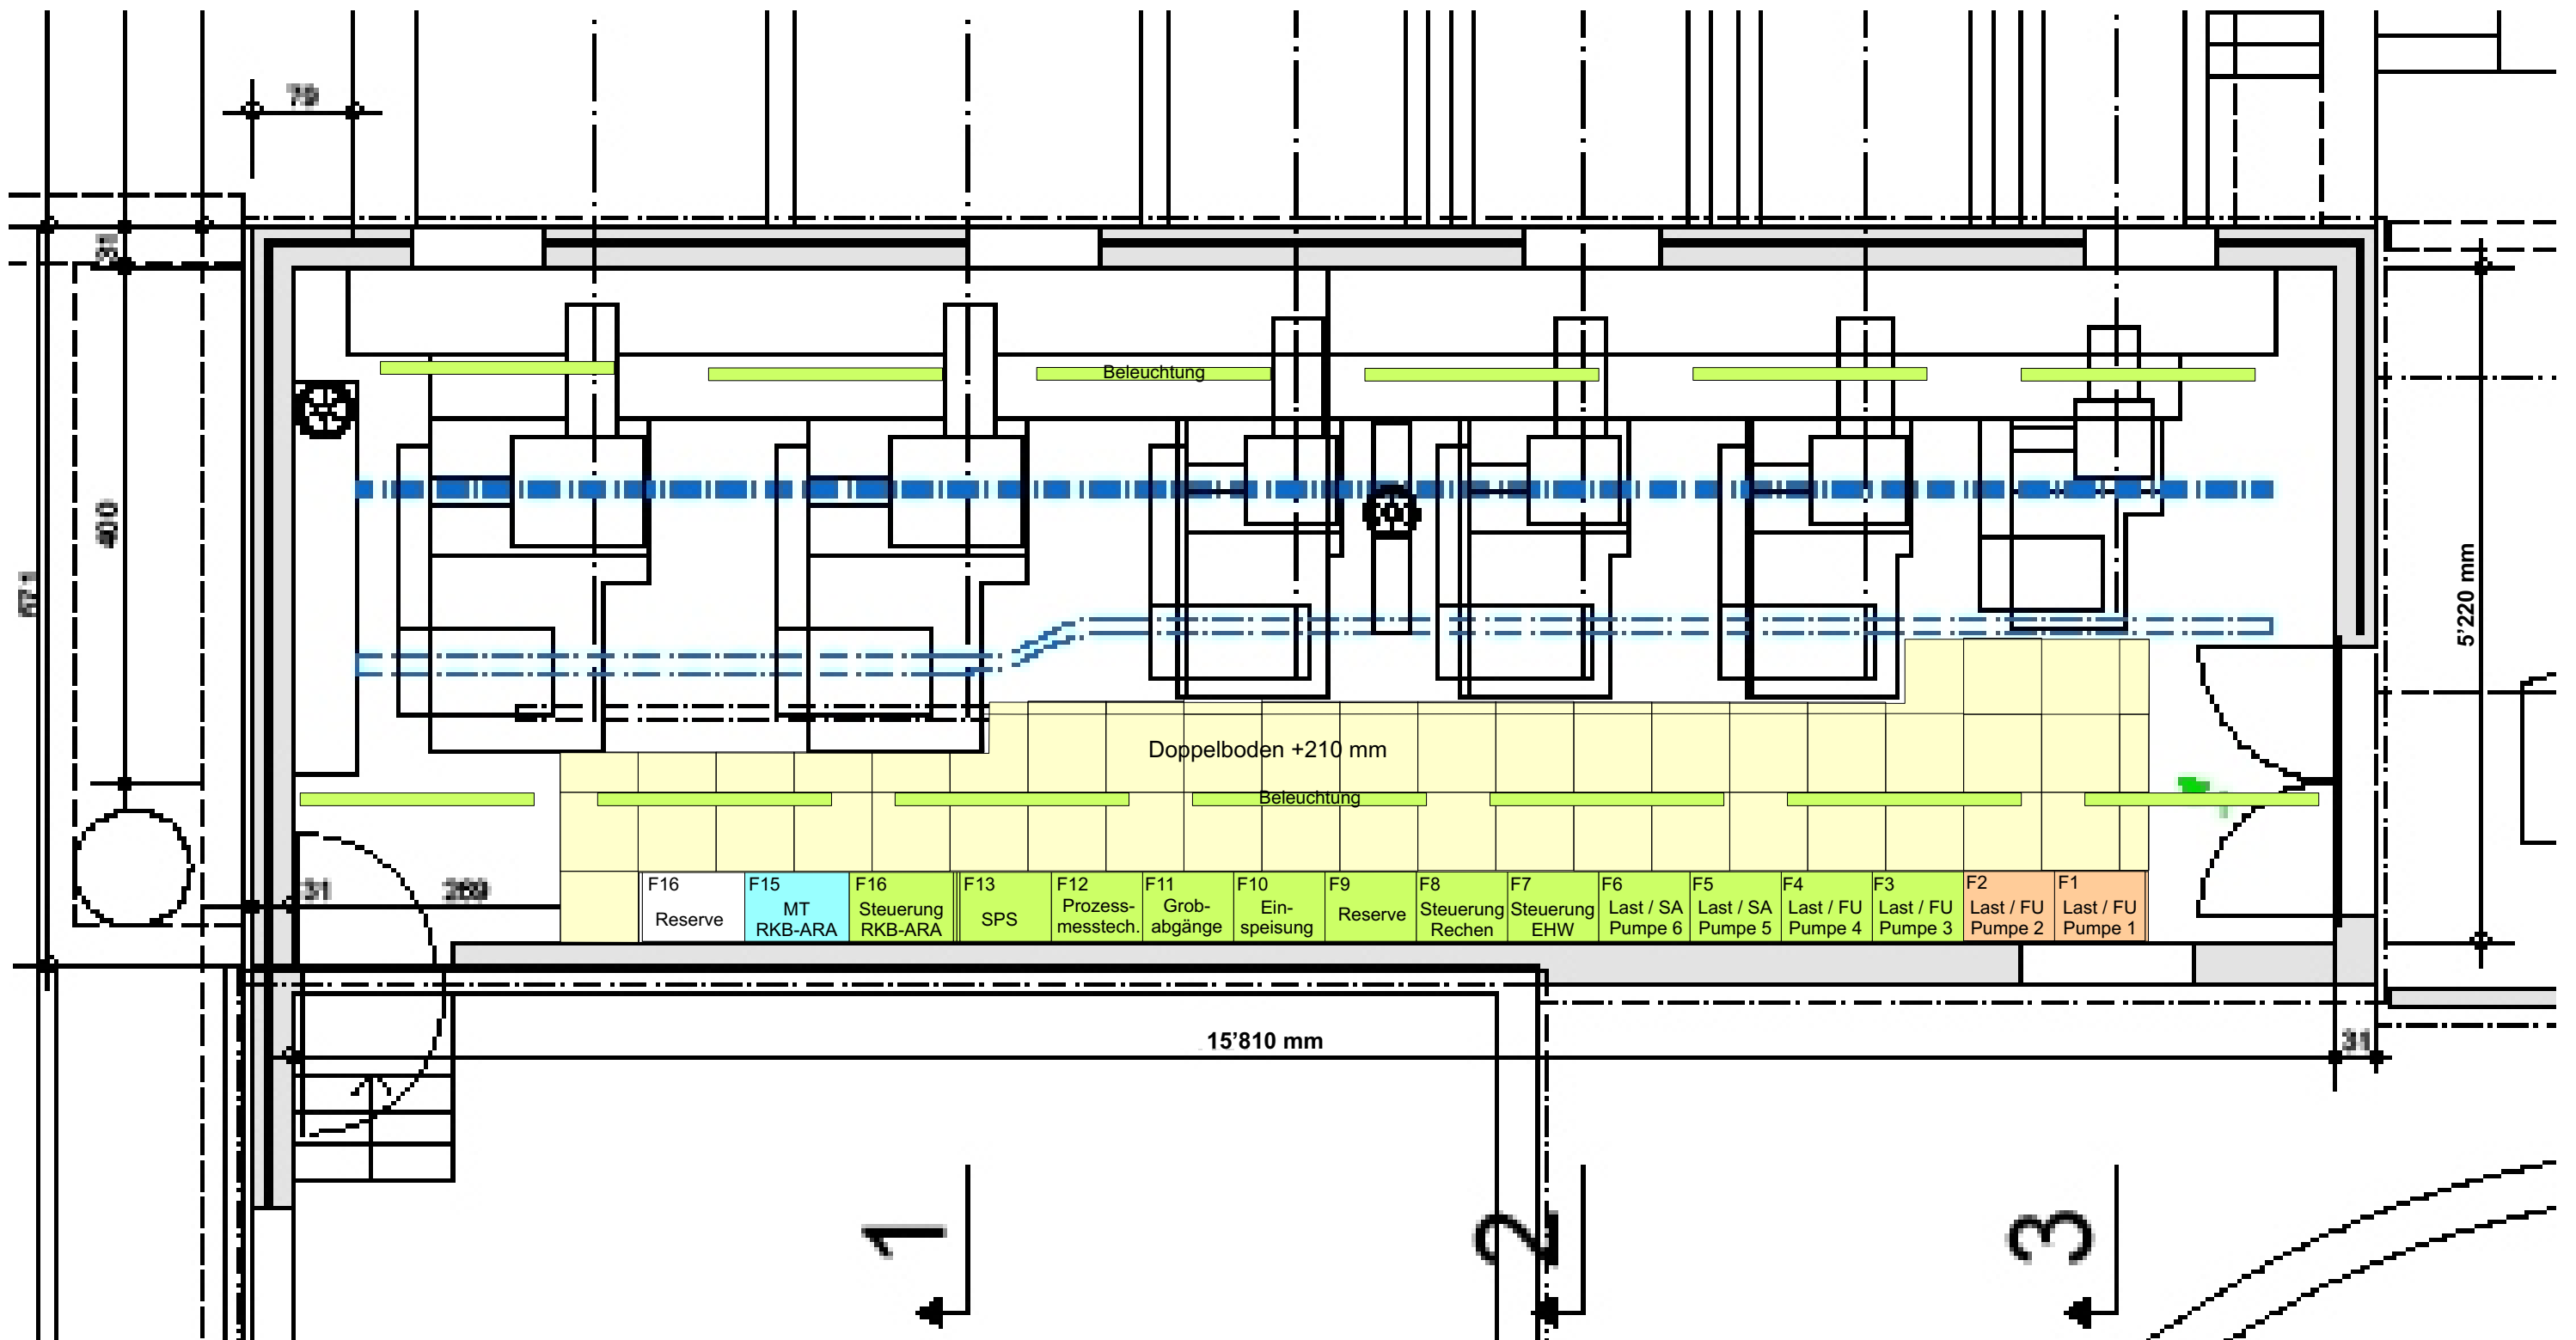 79
31
400
671
5'220 mm
Beleuchtung
Doppelboden +210 mm
Beleuchtung
31
269
F16
Reserve
F15
MT
RKB-ARA
F16
Steuerung
RKB-ARA
F13
SPS
F12
Prozess-
messtech.
F11
Grob-
abgänge
F10
Ein-
speisung
F9
Reserve
F8
Steuerung
Rechen
F7
Steuerung
EHW
F6
Last / SA
Pumpe 6
F5
Last / SA
Pumpe 5
F4
Last / FU
Pumpe 4
F3
Last / FU
Pumpe 3
F2
Last / FU
Pumpe 2
F1
Last / FU
Pumpe 1
15'810 mm
31
1
2
3